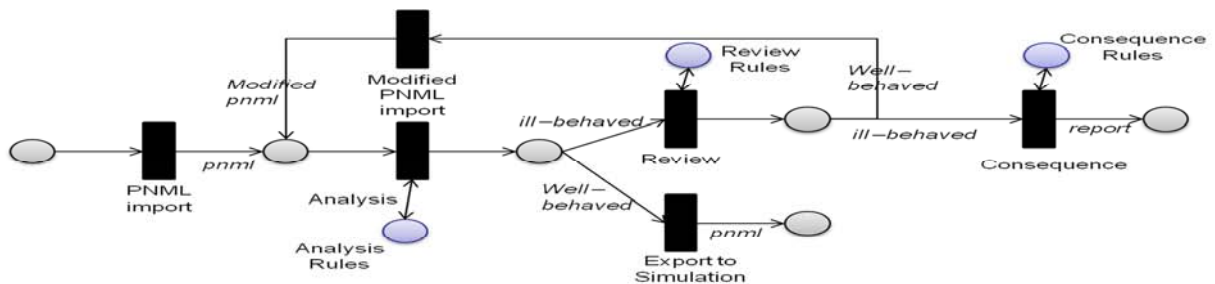 Modified
PNML
import
Modified
pnml
Review
Rules
Well-
behaved
Consequence
Rules
PNML
import
pnml
Analysis
Analysis
Rules
ill-behaved
Well-
behaved
Review
Export to
Simulation
pnml
ill-behaved
Consequence
report